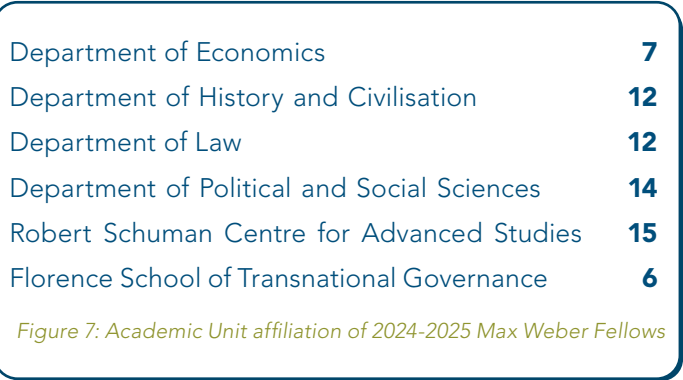 Department of Economics 7
Department of History and Civilisation 12
Department of Law 12
Department of Political and Social Sciences 14
Robert Schuman Centre for Advanced Studies 15
Florence School of Transnational Governance 6
Figure 7: Academic Unit affiliation of 2024-2025 Max Weber Fellows